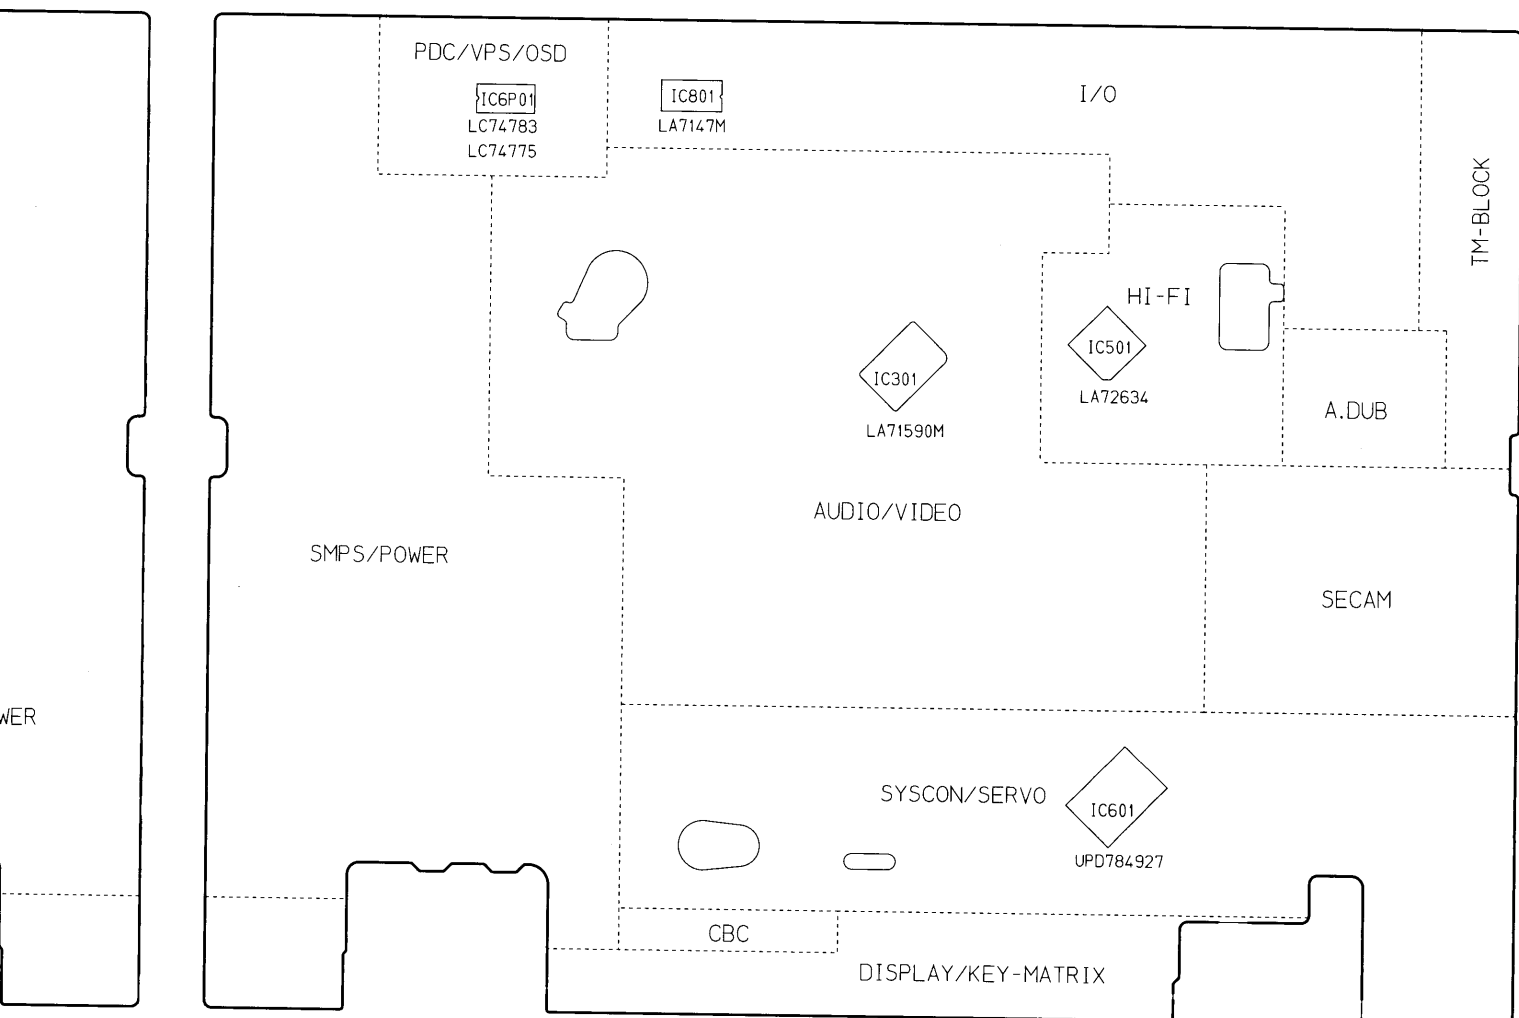 PDC/VPS/OSD
IC6P01
LC74783
LC74775
IC801
LA7147M
I/O
TM-BLOCK
HI-FI
IC501
LA72634
IC301
LA71590M
A.DUB
AUDIO/VIDEO
SMPS/POWER
SECAM
WER
SYSCON/SERVO
IC601
UPD784927
CBC
DISPLAY/KEY-MATRIX